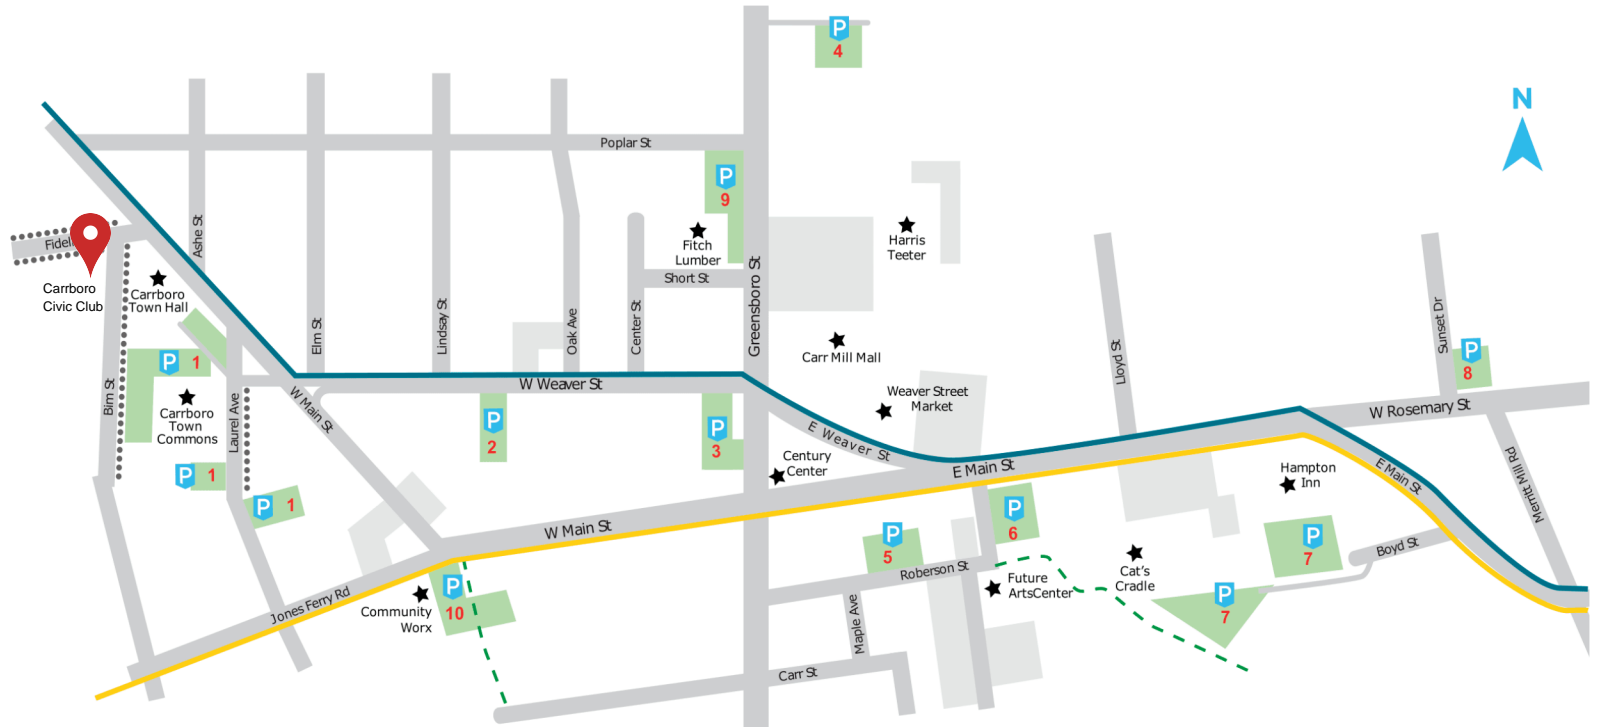 P
4
N
Poplar St
P
9
Ashe St
Fitch
Lumber
Harris
Teeter
Short St
Greensboro St
Carrboro
Civic Club
Carrboro
Town Hall
Elm St
Lindsay St
Oak Ave
Center St
Carr Mill Mall
Lloyd St
Sunset Dr
P
8
P 1
Bim St
Carrboro
Town
Commons
Laurel Ave
W Main St
W Weaver St
Weaver Street
Market
W Rosemary St
P
2
P
3
E Weaver St
Century
Center
E Main St
Hampton
Inn
E Main St
Merritt Mill Rd
P 1
P 1
W Main St
P
5
P
6
P
7
Boyd St
Roberson St
Cat's
Cradle
Future
ArtsCenter
P
7
Jones Ferry Rd
Community
Worx
P
10
Maple Ave
Carr St